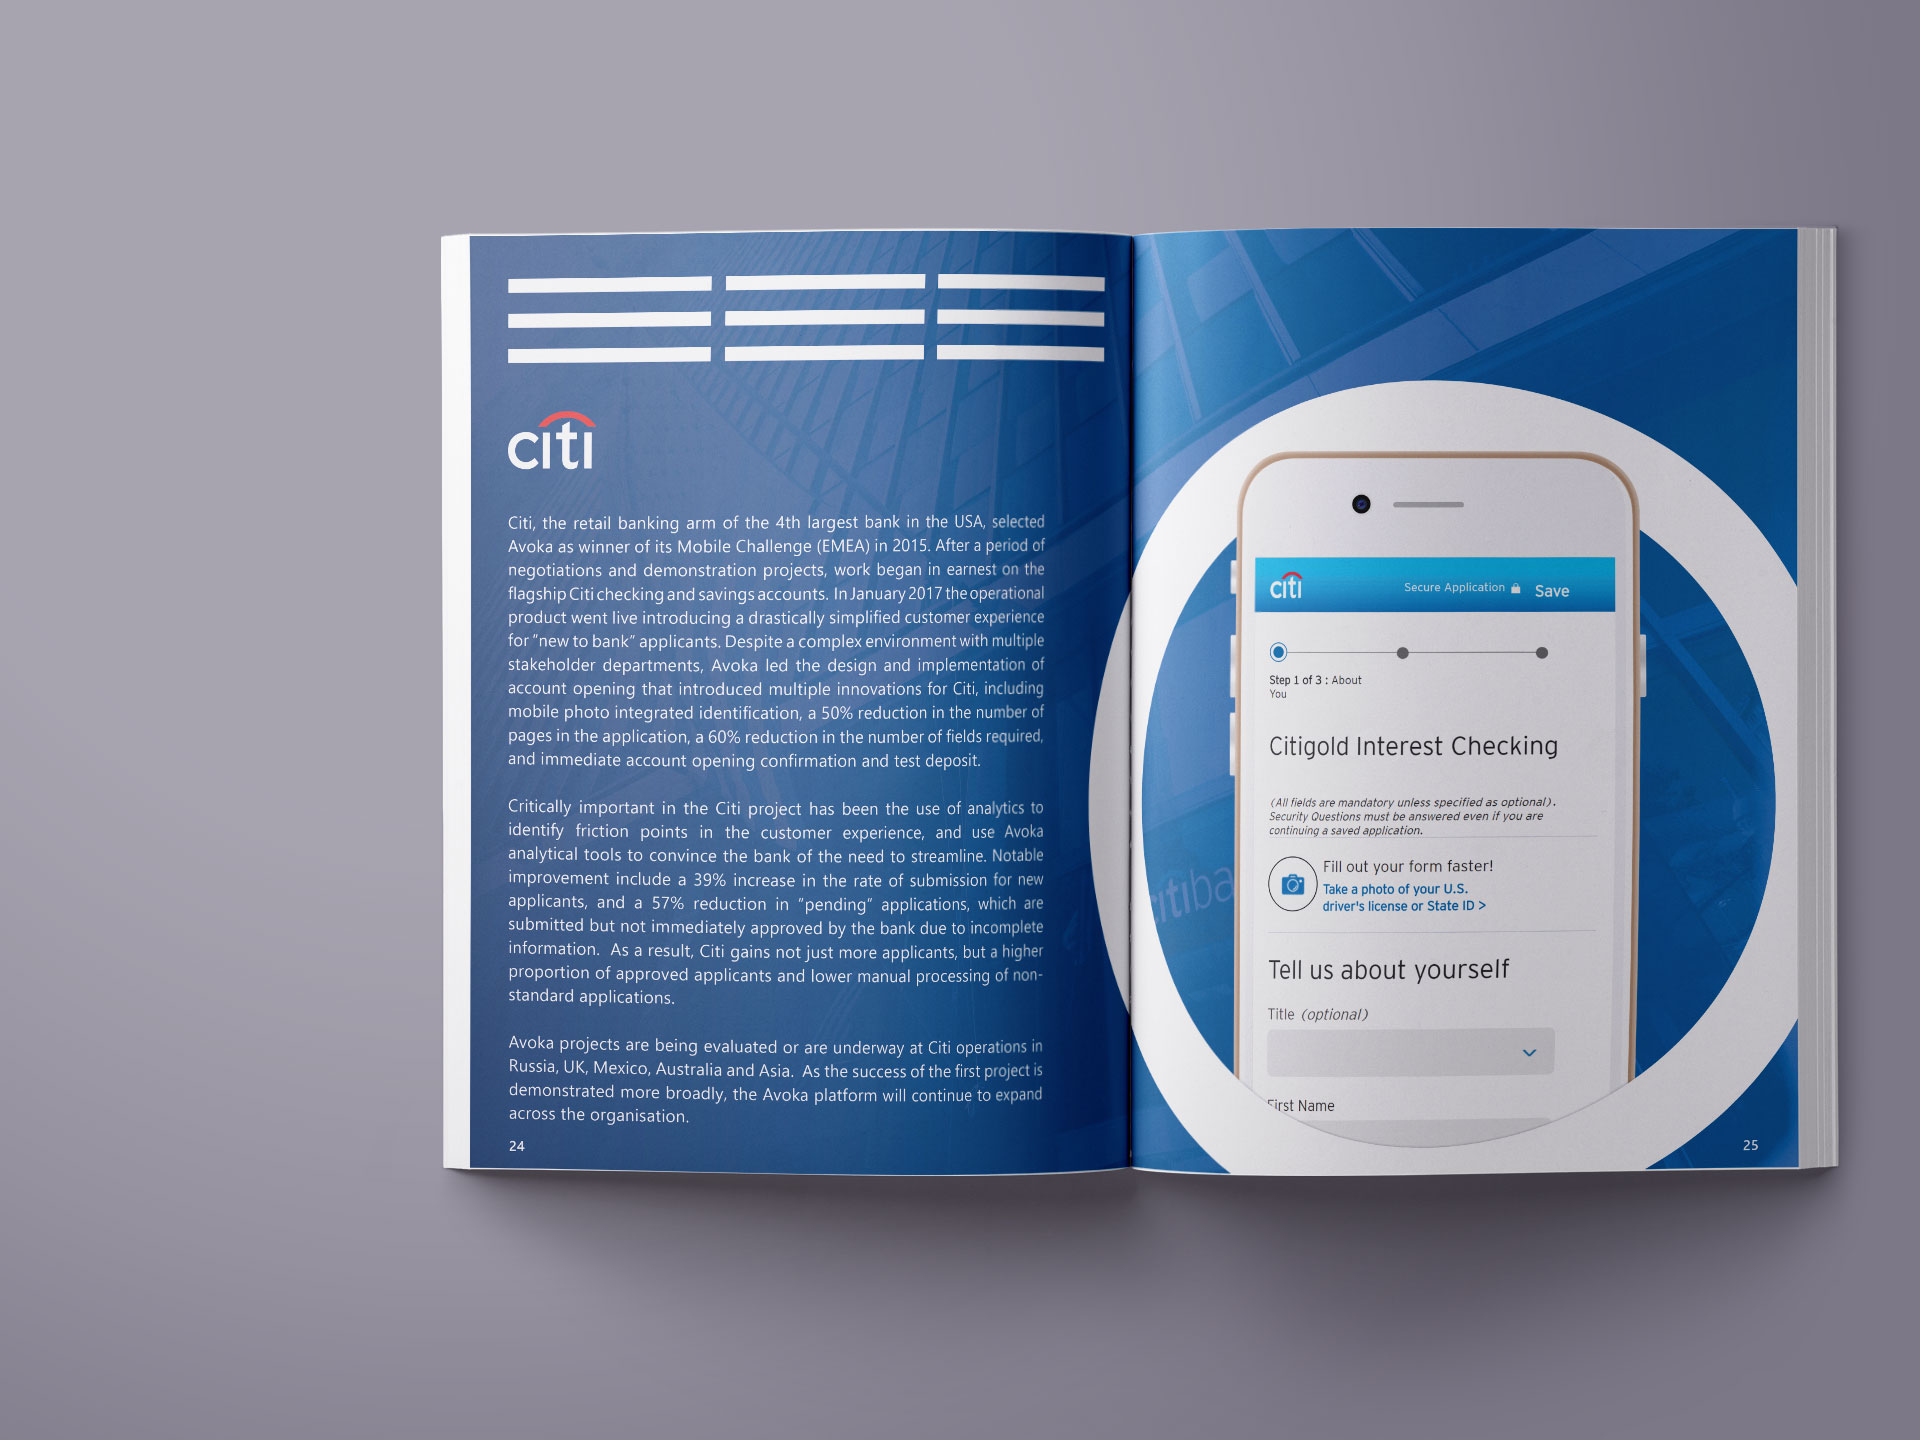 citi
Citi, the retail banking arm of the 4th largest bank in the USA, selected
Avoka as winner of its Mobile Challenge (EMEA) in 2015. After a period of
negotiations and demonstration projects, work began in earnest on the
flagship Citi checking and savings accounts. In January 2017 the operational
product went live introducing a drastically simplified customer experience
for "new to bank" applicants. Despite a complex environment with multiple
stakeholder departments, Avoka led the design and implementation of
account opening that introduced multiple innovations for Citi, including
mobile photo integrated identification, a 50% reduction in the number of
pages in the application, a 60% reduction in the number of fields required,
and immediate account opening confirmation and test deposit.
Critically important in the Citi project has been the use of analytics to
identify friction points in the customer experience, and use Avoka
analytical tools to convince the bank of the need to streamline. Notable
improvement include a 39% increase in the rate of submission for new
applicants, and a 57% reduction in "pending" applications, which are
submitted but not immediately approved by the bank due to incomplete
information. As a result, Citi gains not just more applicants, but a higher
proportion of approved applicants and lower manual processing of non-
standard applications.
Avoka projects are being evaluated or are underway at Citi operations in
Russia, UK, Mexico, Australia and Asia. As the success of the first project is
demonstrated more broadly, the Avoka platform will continue to expand
across the organisation.
24
citiba
citi
Secure Application
Save
Step 1 of 3 : About
You
Citigold Interest Checking
(All fields are mandatory unless specified as optional).
Security Questions must be answered even if you are
continuing a saved application.
Fill out your form faster!
Take a photo of your U.S.
driver's license or State ID >
Tell us about yourself
Title (optional)
First Name
25